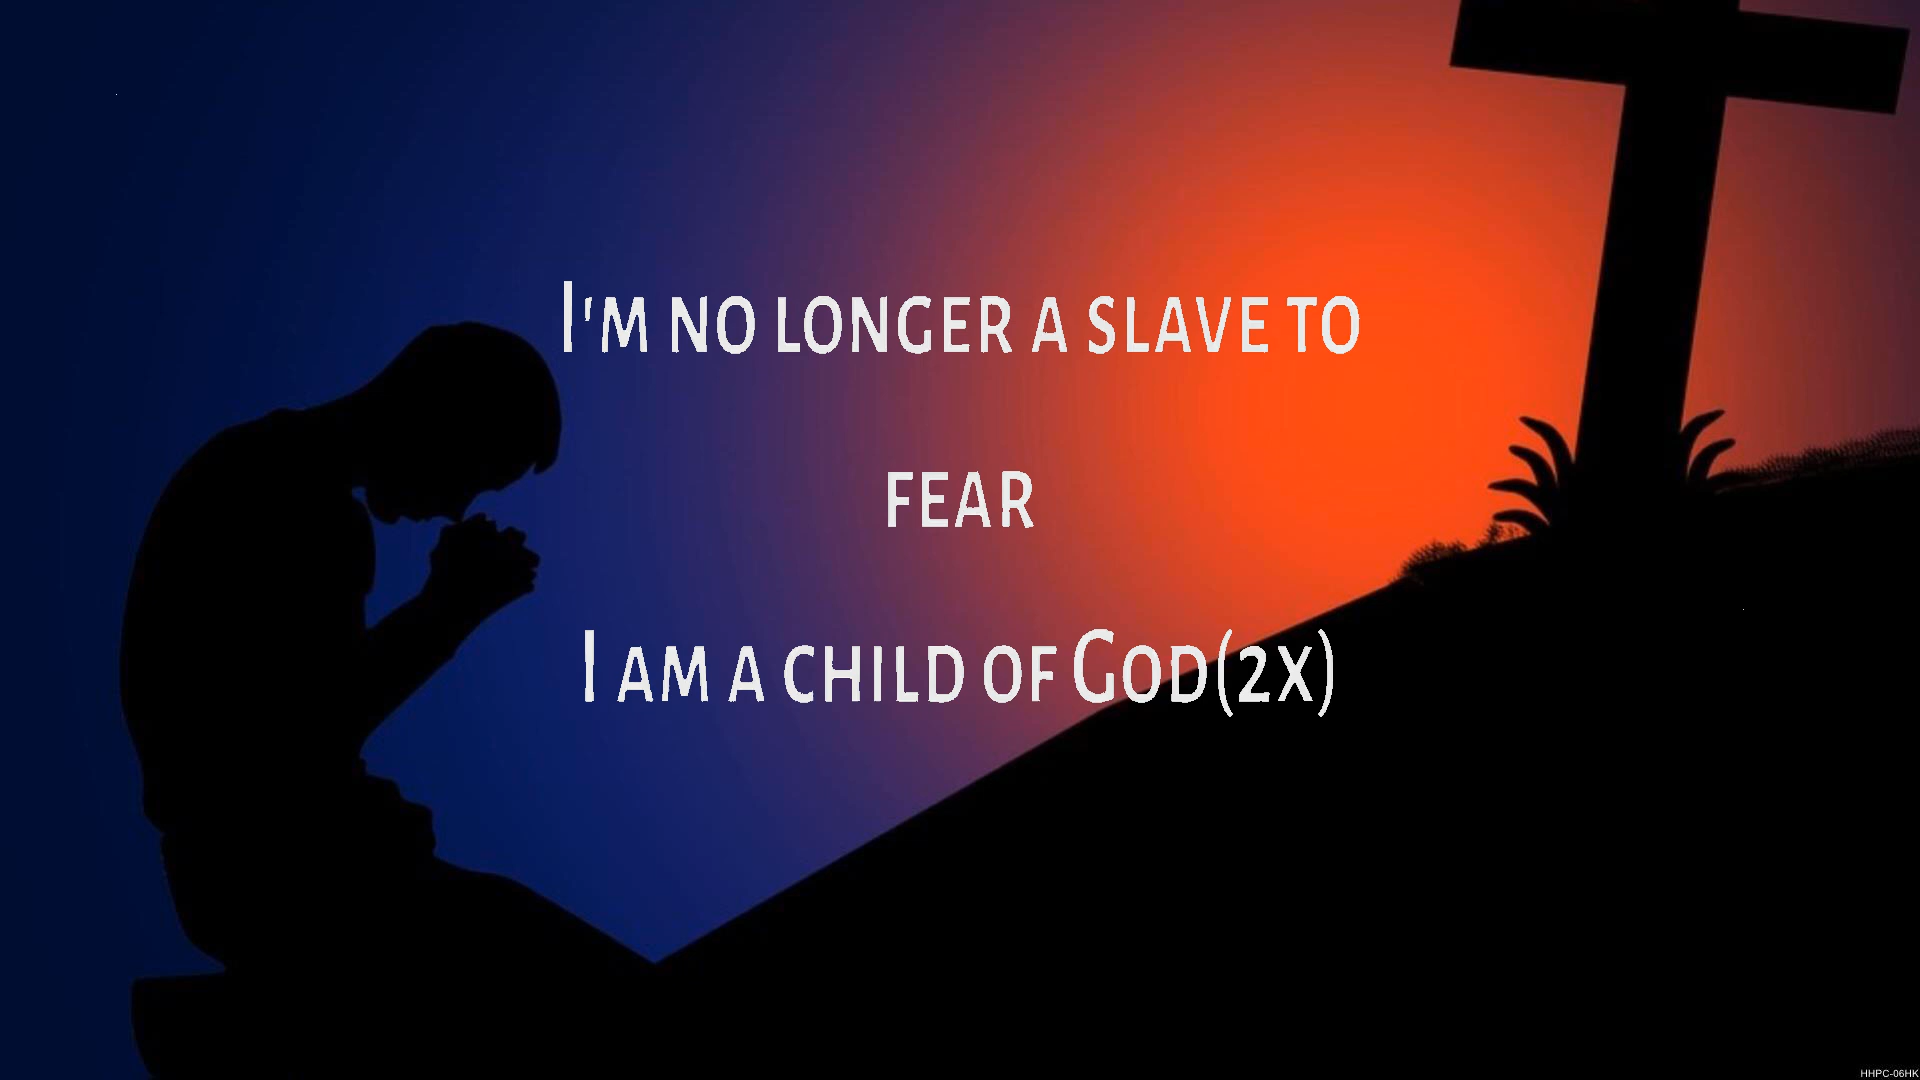 I'm no longer a slave to
fear
I am a child of God(2x)
HHPC-06HK